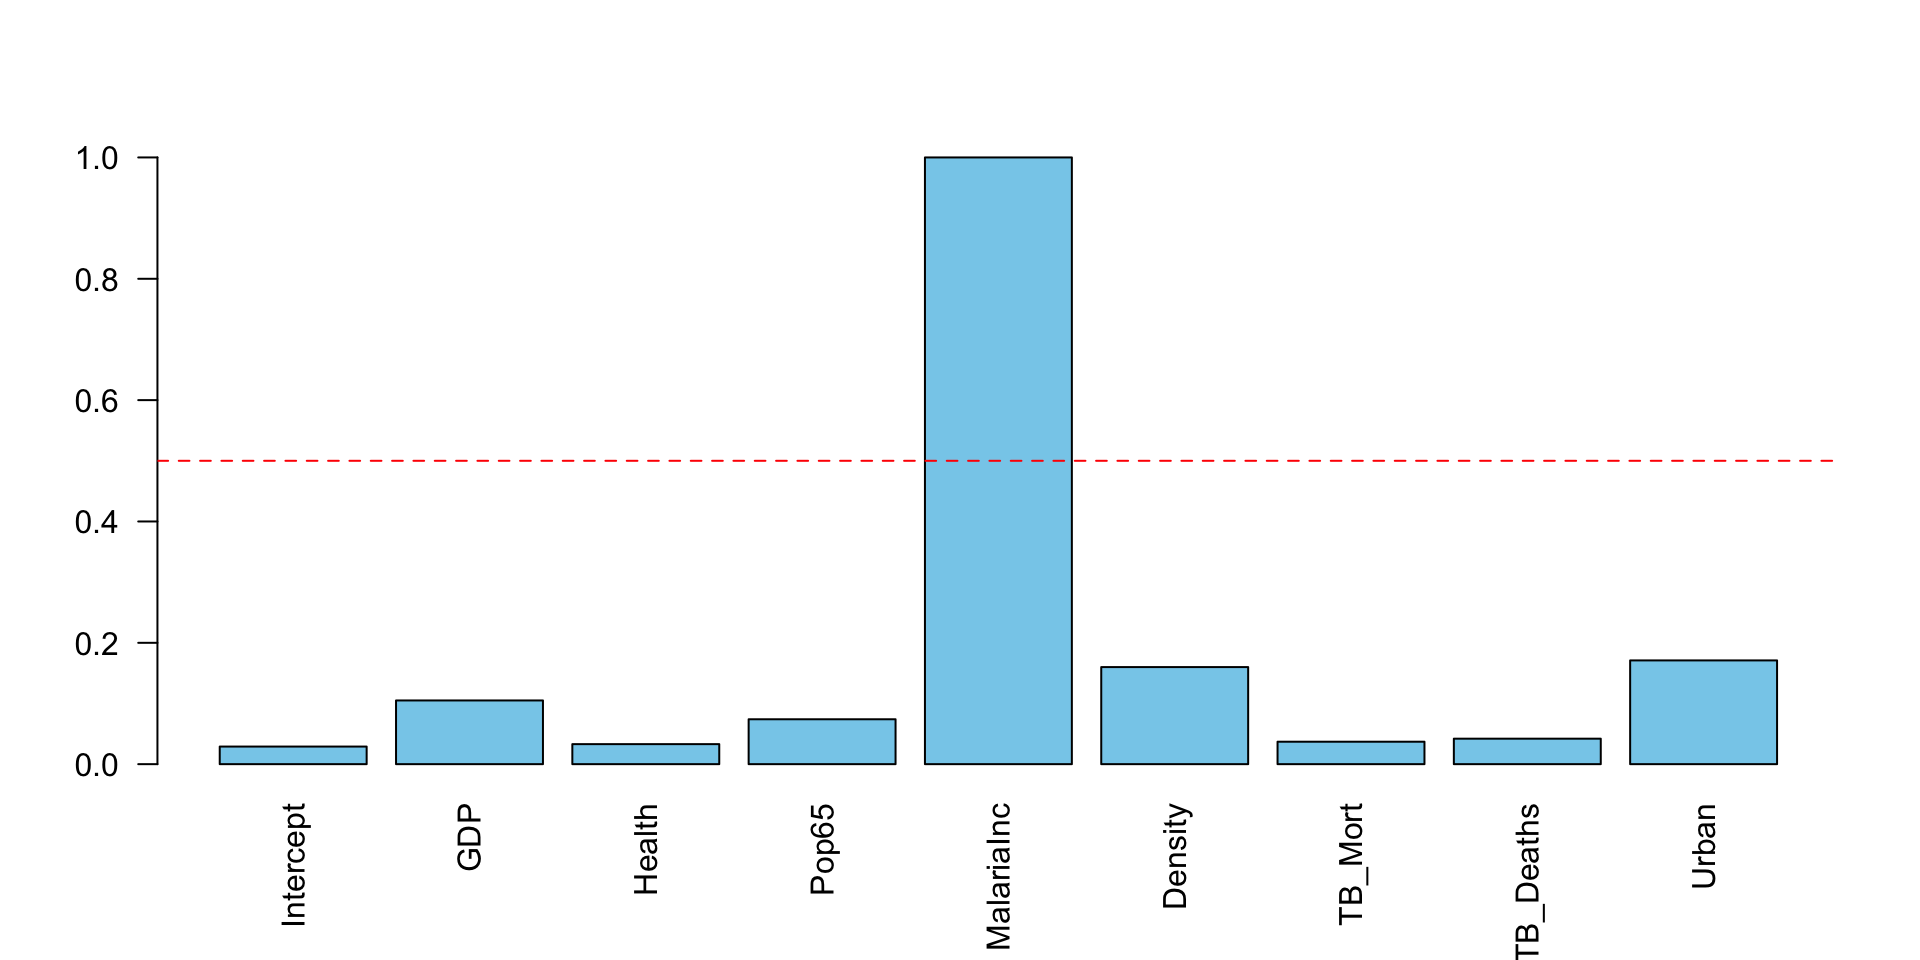 1.0
0.8
0.6
0.4
0.2
0.0
Intercept
GDP
Health
Pop65
MalariaInc
Density
TB_Mort
TB_Deaths
Urban